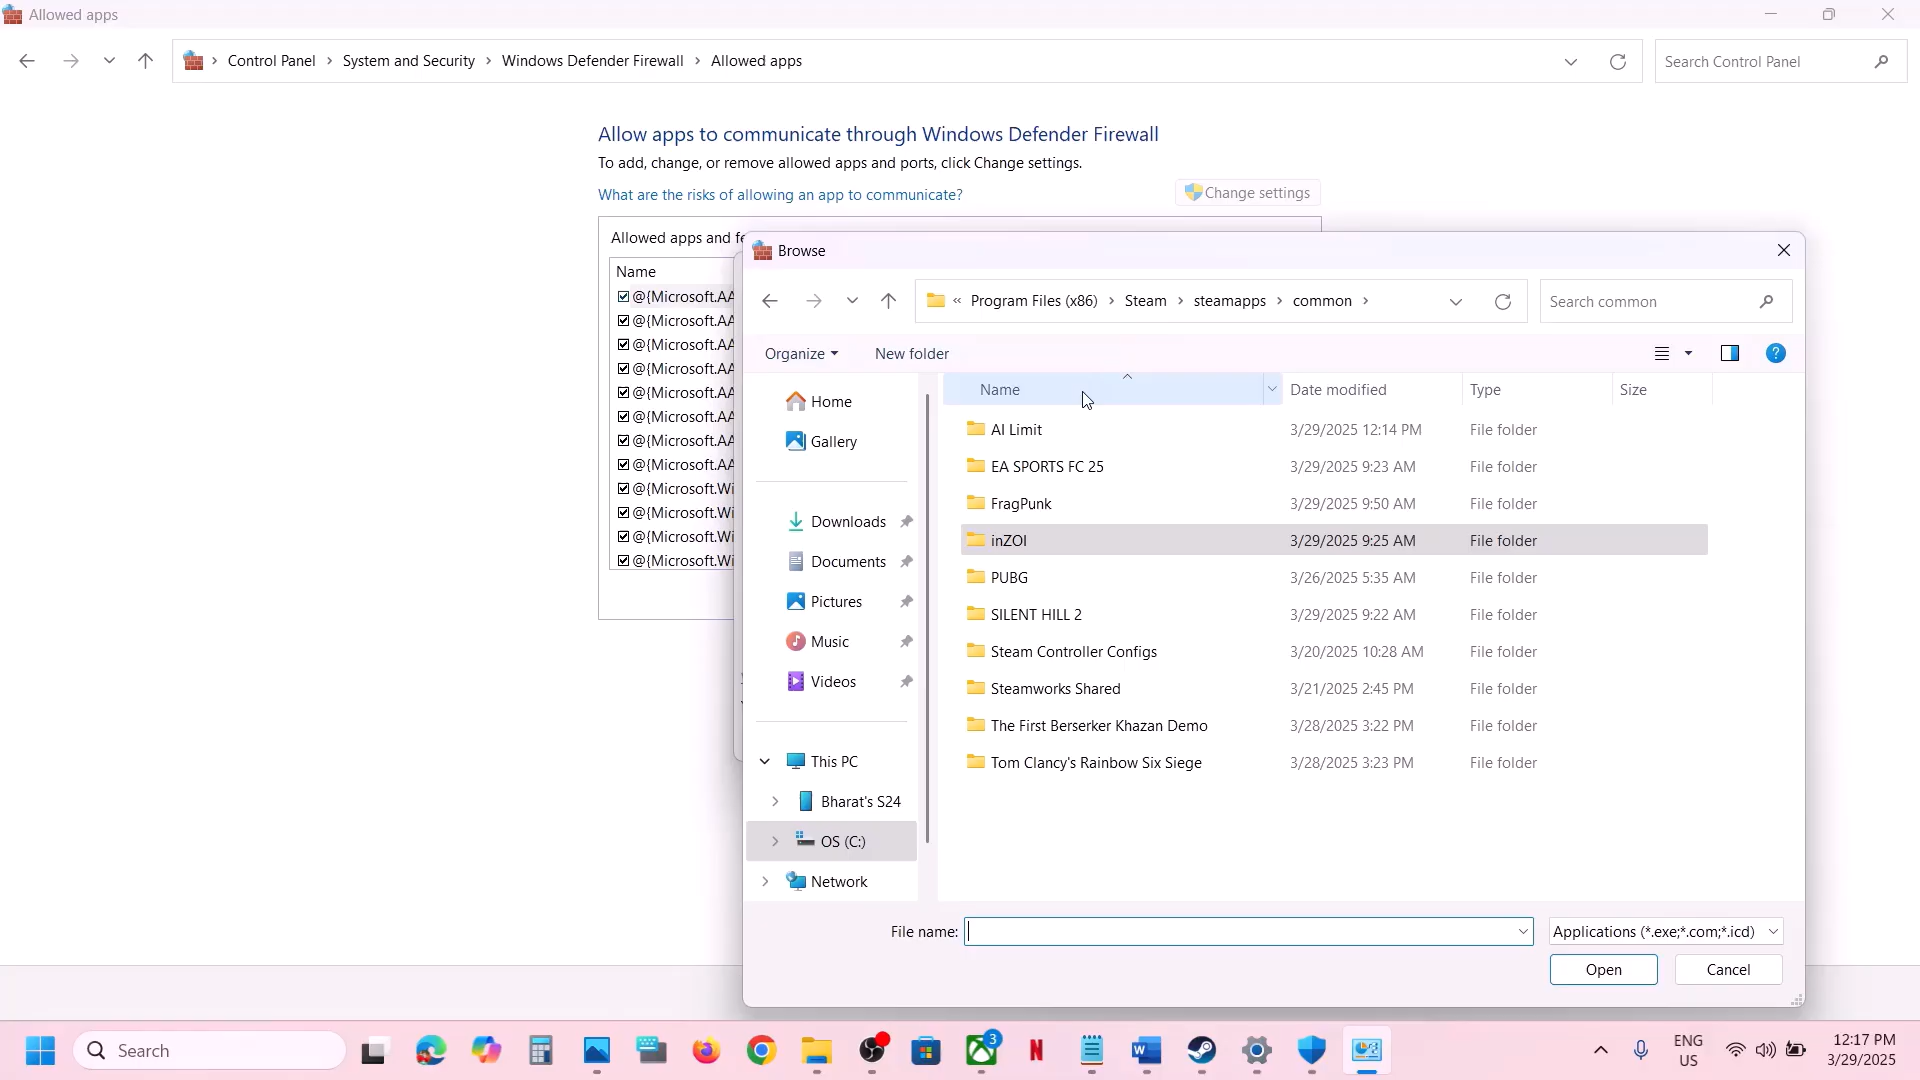 Allowed apps
Control Panel › System and Security › Windows Defender Firewall › Allowed apps
Search Control Panel
Allow apps to communicate through Windows Defender Firewall
To add, change, or remove allowed apps and ports, click Change settings.
What are the risks of allowing an app to communicate?
Change settings
Allowed apps and fe
Name
@{Microsoft.AA
@{Microsoft.AA
@{Microsoft.AA
@{Microsoft.AA
@{Microsoft.AA
@{Microsoft.AA
@{Microsoft.AA
@{Microsoft.AA
@{Microsoft.Wi
@{Microsoft.Wi
@{Microsoft.Wi
@{Microsoft.Wi
Browse
« Program Files (x86) › Steam › steamapps › common ›
Search common
Organize
New folder
Home
Gallery
Downloads
Documents
Pictures
Music
Videos
This PC
Bharat's S24
OS (C:)
Network
Name Date modified Type Size
AI Limit 3/29/2025 12:14 PM File folder
EA SPORTS FC 25 3/29/2025 9:23 AM File folder
FragPunk 3/29/2025 9:50 AM File folder
inZOI 3/29/2025 9:25 AM File folder
PUBG 3/26/2025 5:35 AM File folder
SILENT HILL 2 3/29/2025 9:22 AM File folder
Steam Controller Configs 3/20/2025 10:28 AM File folder
Steamworks Shared 3/21/2025 2:45 PM File folder
The First Berserker Khazan Demo 3/28/2025 3:22 PM File folder
Tom Clancy's Rainbow Six Siege 3/28/2025 3:23 PM File folder
File name:
Applications (*.exe;*.com;*.icd)
Open
Cancel
Search
3
ENG
US
12:17 PM
3/29/2025